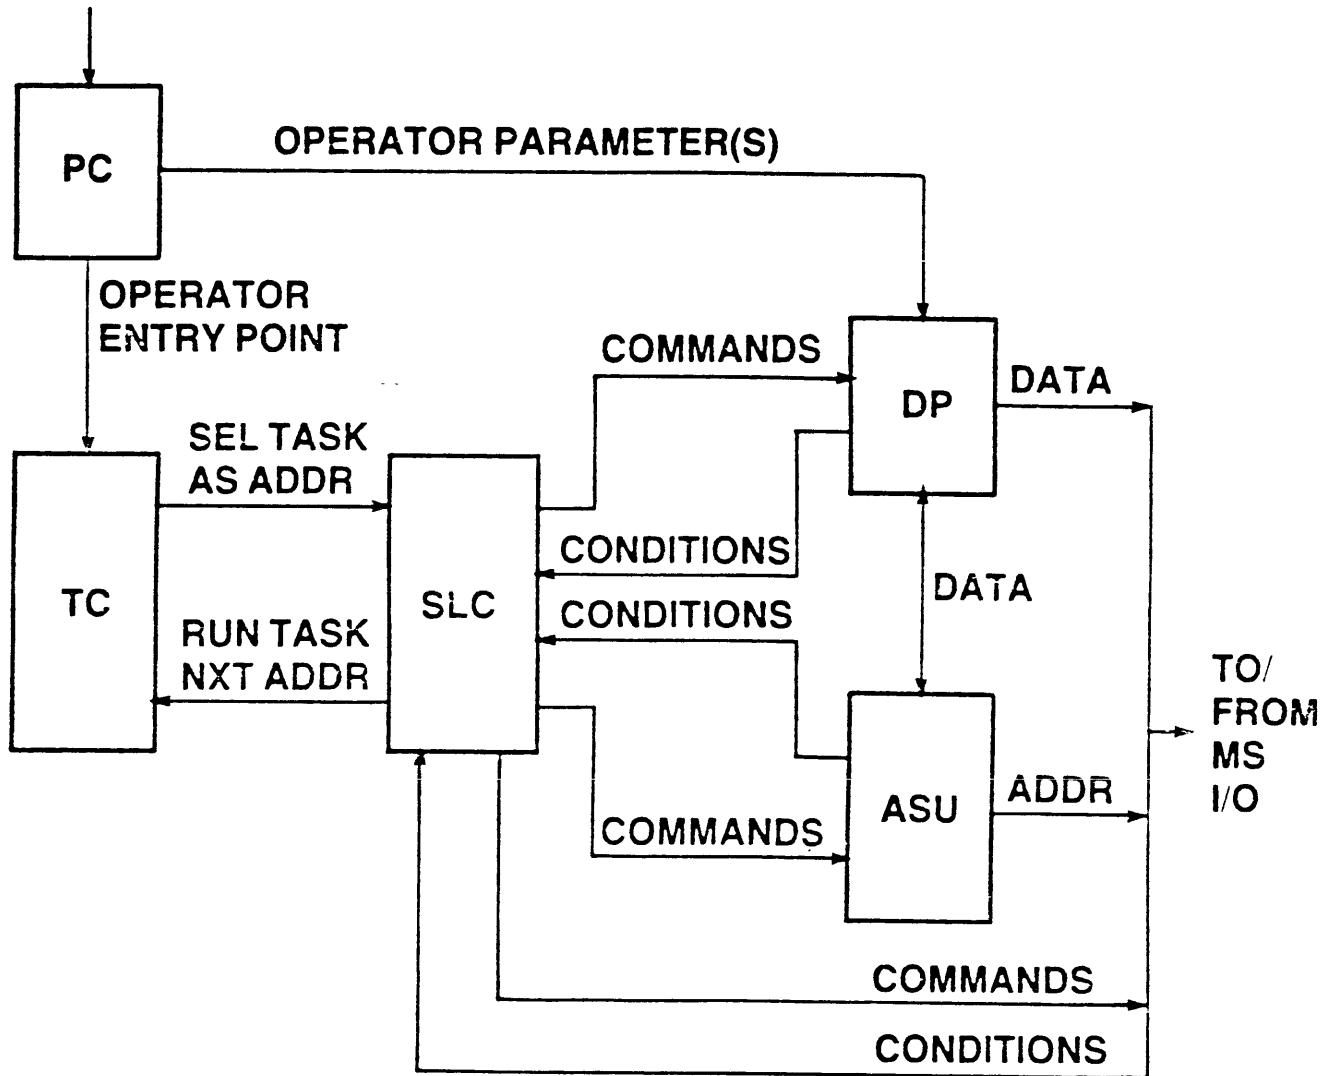 OPERATOR PARAMETER(S)
PC
OPERATOR
ENTRY POINT
COMMANDS
DATA
DP
SEL TASK
AS ADDR
CONDITIONS
DATA
TC
SLC
CONDITIONS
RUN TASK
NXT ADDR
TO/
FROM
MS
I/O
ADDR
ASU
COMMANDS
COMMANDS
CONDITIONS